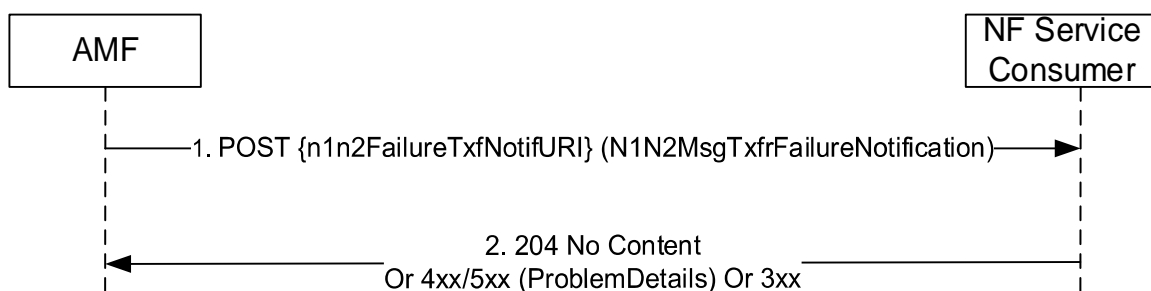 AMF
NF Service
Consumer
1. POST {n1n2FailureTxfNotifURI} (N1N2MsgTxfrFailureNotification)
2. 204 No Content
Or 4xx/5xx (ProblemDetails) Or 3xx